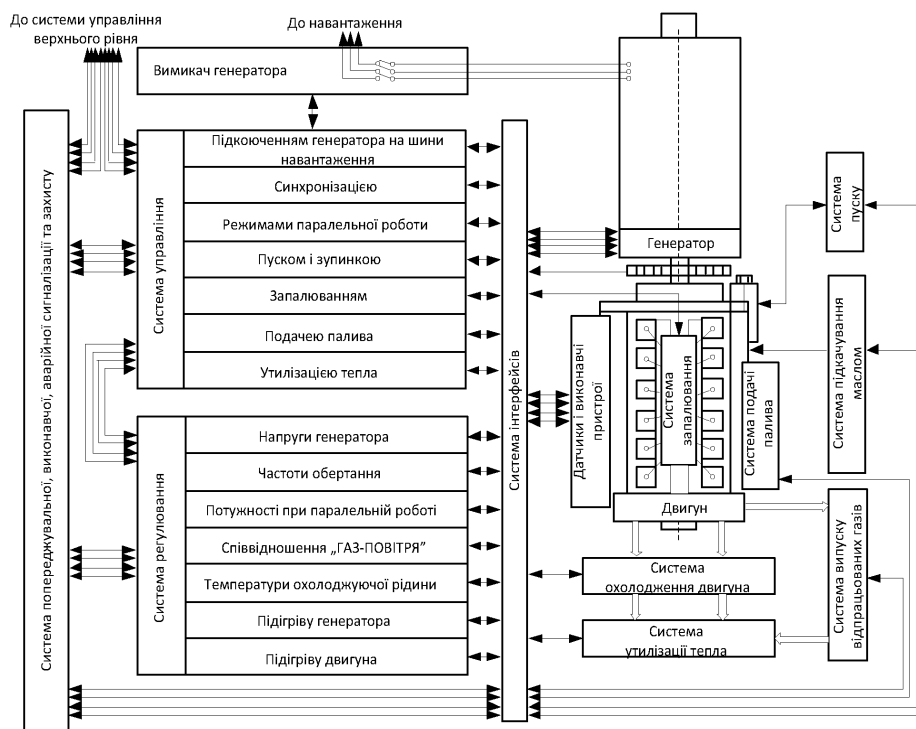 До системи управління
верхнього рівня
До навантаження
Вимикач генератора
Система попереджувальної, виконавчої, аварійної сигналізації та захисту
Система управління
Підкоюченням генератора на шини
навантаження
Синхронізацією
Режимами паралельної роботи
Пуском і зупинкою
Запалюванням
Подачею палива
Утилизацією тепла
Система регулювання
Напруги генератора
Частоти обертання
Потужності при паралельній роботі
Співвідношення „ГАЗ-ПОВІТРЯ”
Температури охолоджуючої рідини
Підігріву генератора
Підігріву двигуна
Система інтерфейсів
Генератор
Датчики і виконавчі
пристрої
Система
запалювання
Система подачі
палива
Двигун
Система
охолодження двигуна
Система
утилізації тепла
Система
пуску
Система підкачування
маслом
Система випуску
відпрацьованих газів